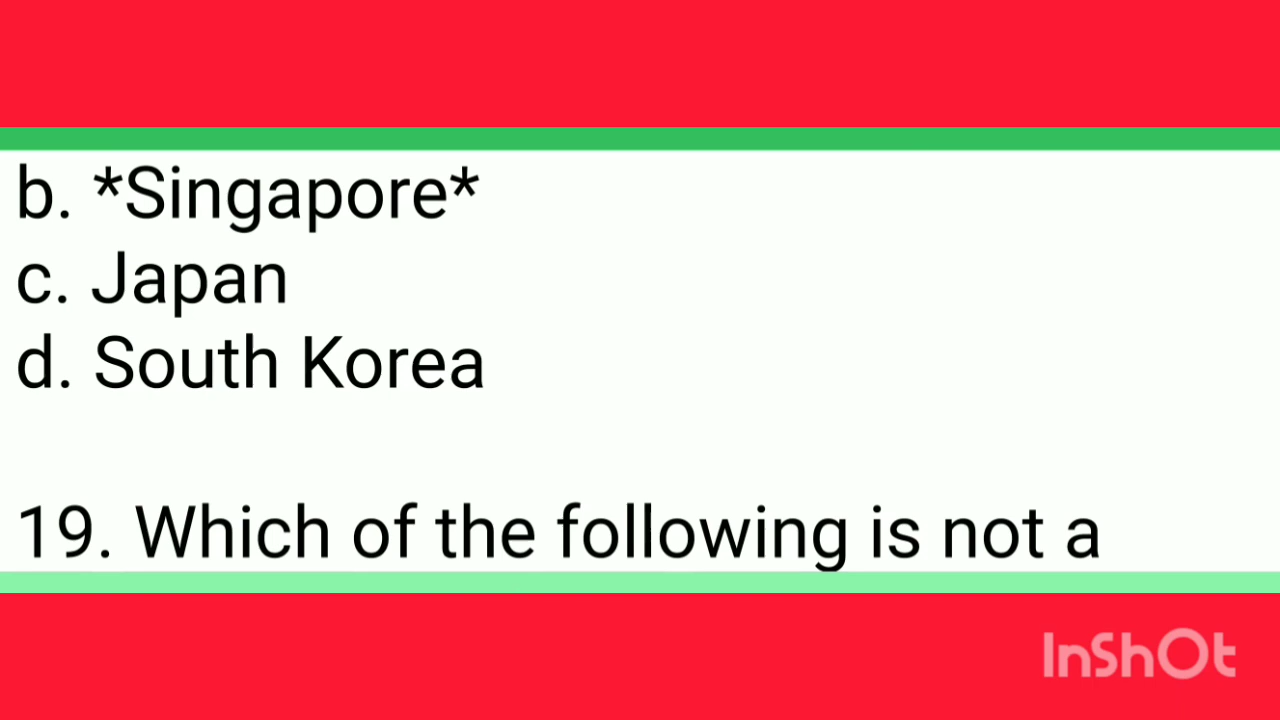 b. *Singapore*
c. Japan
d. South Korea
19. Which of the following is not a
InShOt